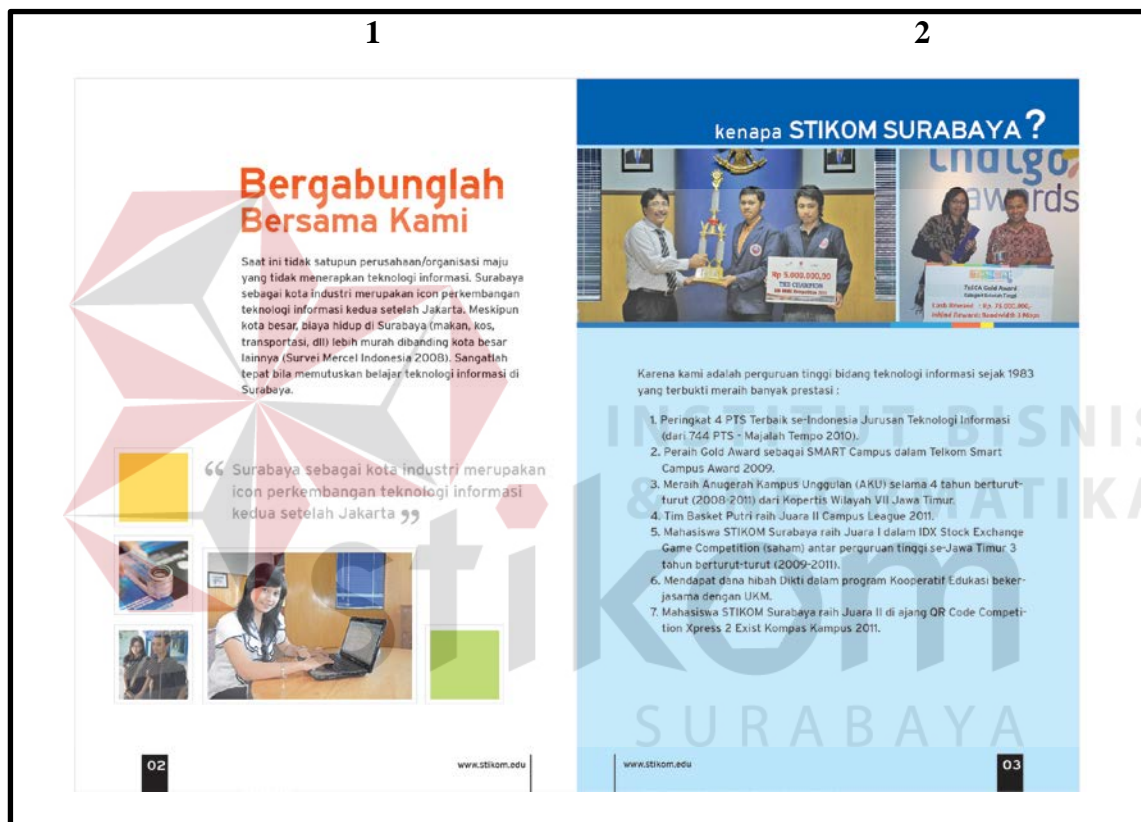 1
2
Bergabunglah
Bersama Kami
Saat ini tidak satupun perusahaan/organisasi maju
yang tidak menerapkan teknologi informasi. Surabaya
sebagai kota industri merupakan icon perkembangan
teknologi informasi kedua setelah Jakarta. Meskipun
kota besar, biaya hidup di Surabaya (makan, kos,
transportasi, dll) lebih murah dibanding kota besar
lainnya (Survei Mercel Indonesia 2008). Sangatlah
tepat bila memutuskan belajar teknologi informasi di
Surabaya.
“ Surabaya sebagai kota industri merupakan
icon perkembangan teknologi informasi
kedua setelah Jakarta ”
02
www.stikom.edu
kenapa STIKOM SURABAYA ?
indigo
awards
Rp 5.000.000,00
Gold Award
Karena kami adalah perguruan tinggi bidang teknologi informasi sejak 1983
yang terbukti meraih banyak prestasi :
1. Peringkat 4 PTS Terbaik se-Indonesia Jurusan Teknologi Informasi
(dari 744 PTS - Majalah Tempo 2010).
2. Peraih Gold Award sebagai SMART Campus dalam Telkom Smart
Campus Award 2009.
3. Meraih Anugerah Kampus Unggulan (AKU) selama 4 tahun berturut-
turut (2008-2011) dari Kopertis Wilayah VII Jawa Timur.
4. Tim Basket Putri raih Juara II Campus League 2011.
5. Mahasiswa STIKOM Surabaya raih Juara I dalam IDX Stock Exchange
Game Competition (saham) antar perguruan tinggi se-Jawa Timur 3
tahun berturut-turut (2009-2011).
6. Mendapat dana hibah Dikti dalam program Kooperatif Edukasi beker-
jasama dengan UKM.
7. Mahasiswa STIKOM Surabaya raih Juara II di ajang QR Code Competi-
tion Xpress 2 Exist Kompas Kampus 2011.
www.stikom.edu
03
INSTITUT BISNIS
& INFORMATIKA
stikom
SURABAYA